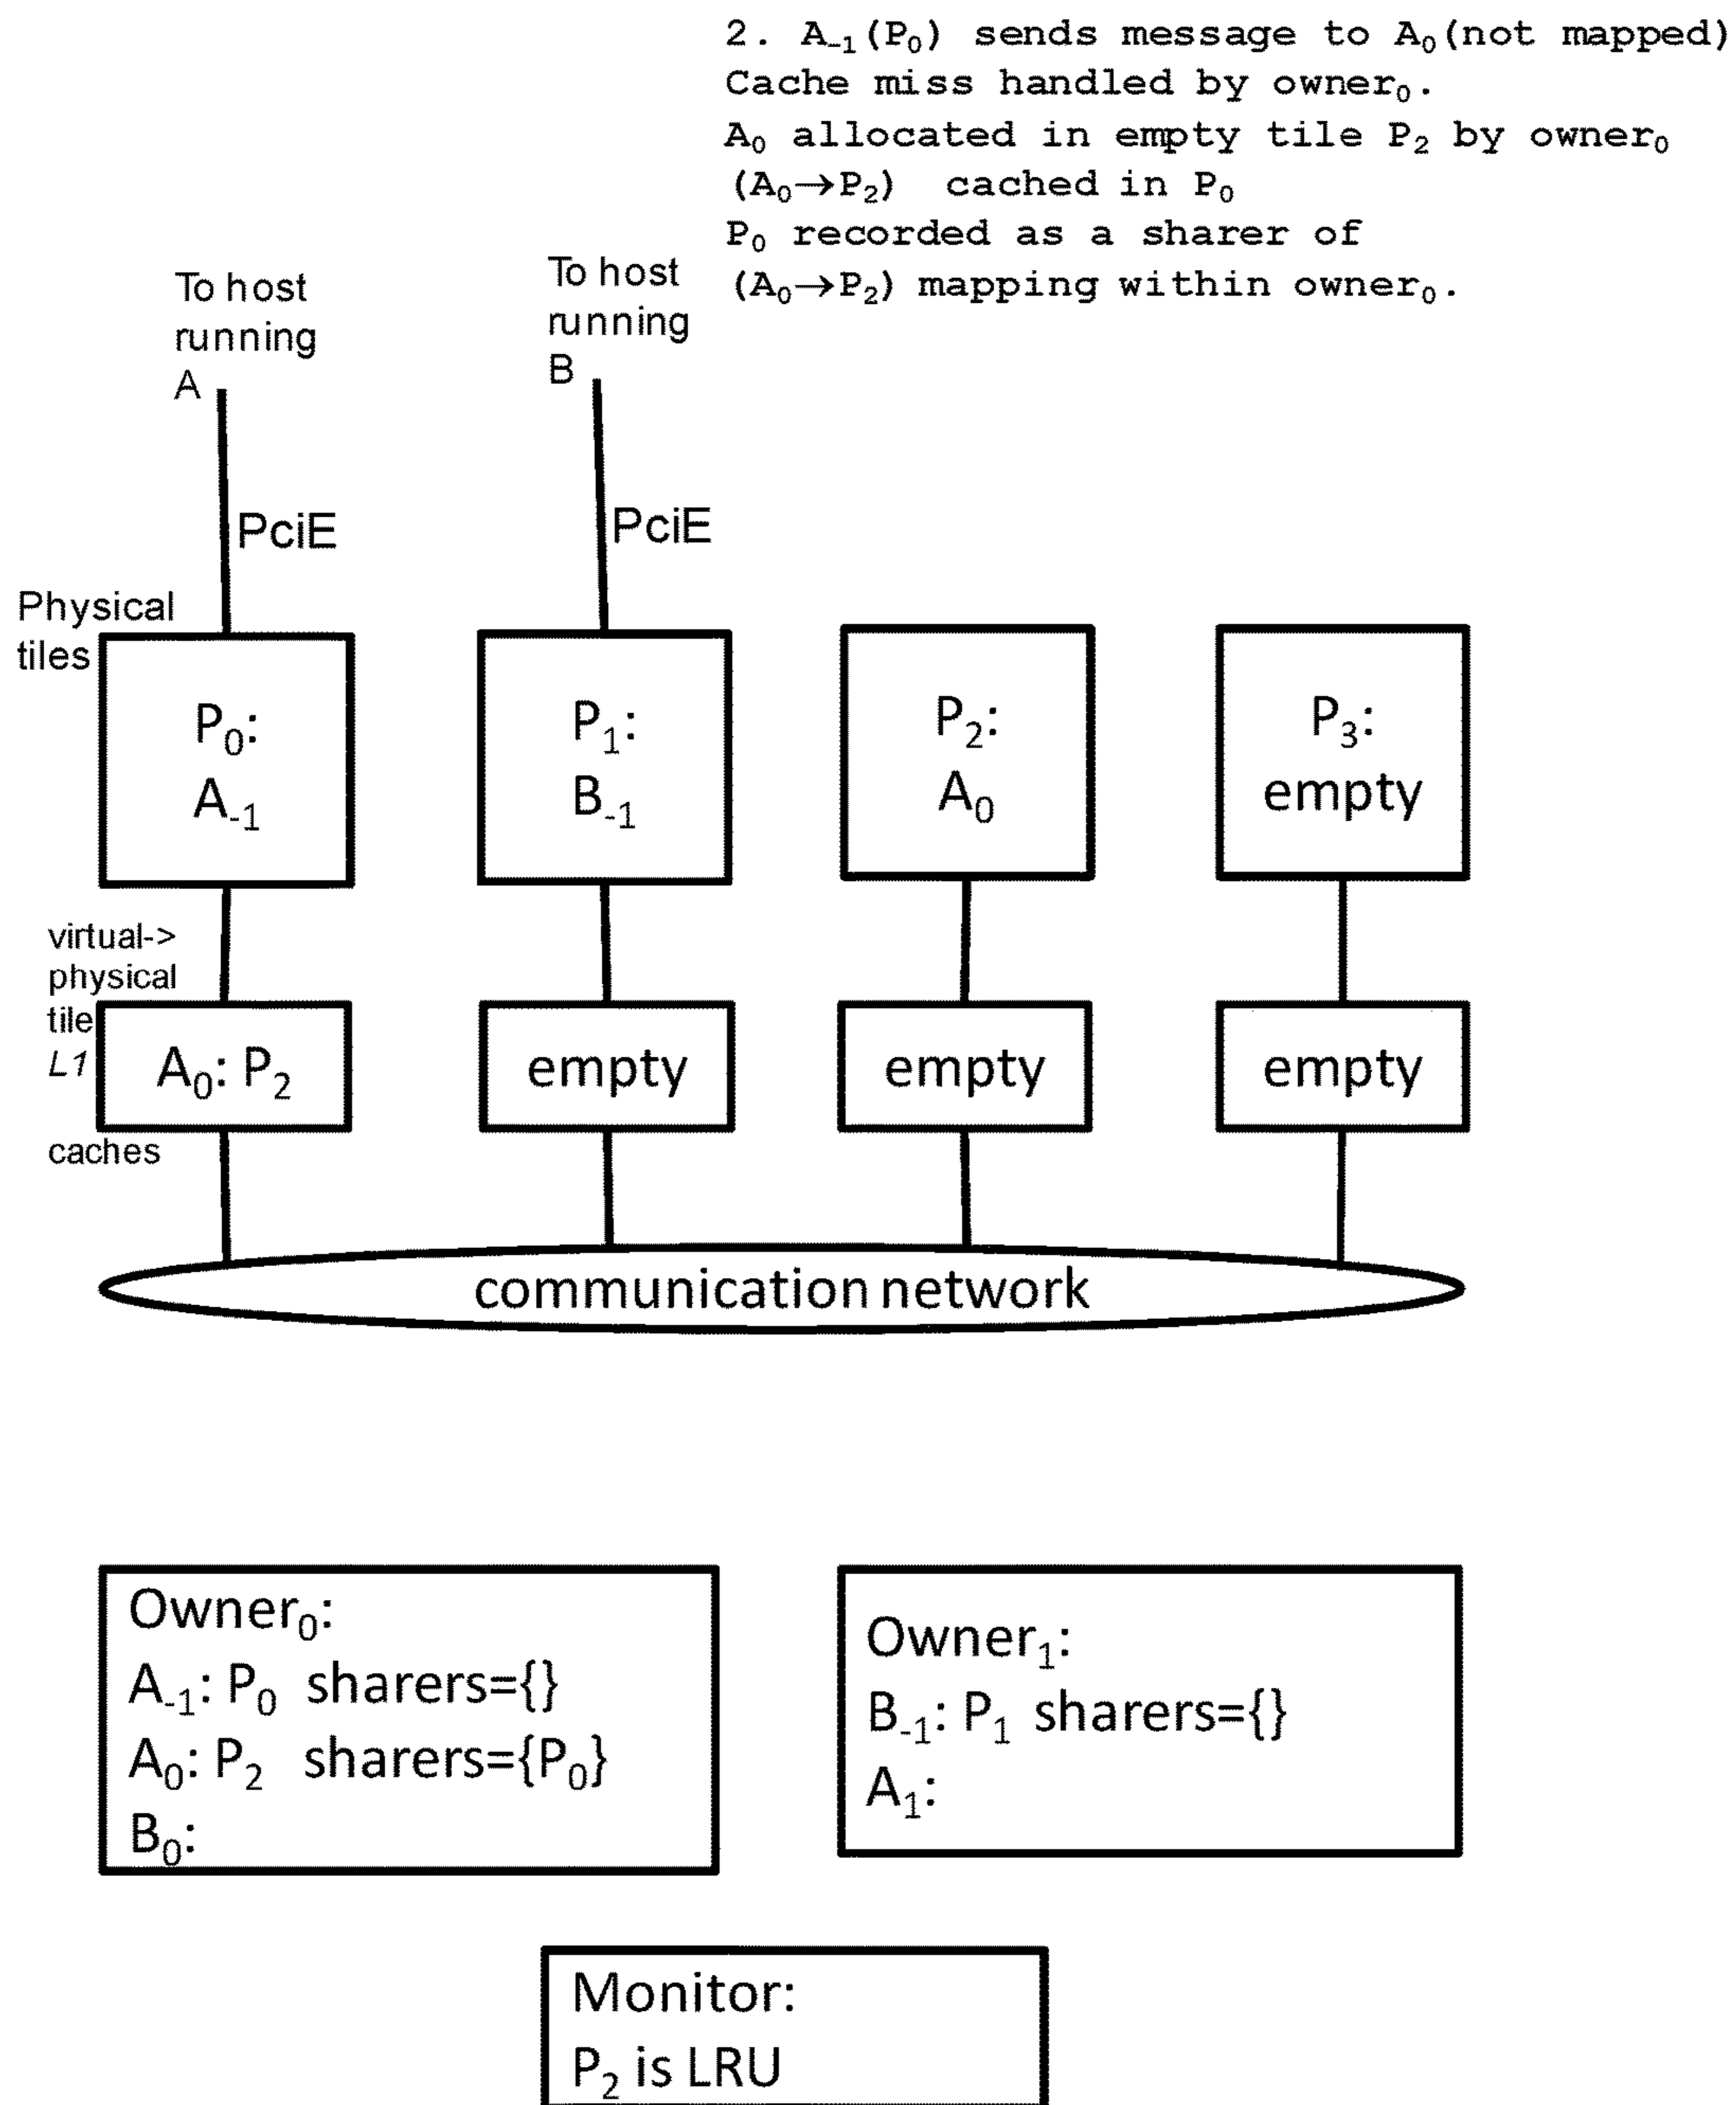 2. A₋₁(P₀) sends message to A₀(not mapped)
Cache miss handled by owner₀.
A₀ allocated in empty tile P₂ by owner₀
(A₀→P₂) cached in P₀
P₀ recorded as a sharer of
(A₀→P₂) mapping within owner₀.
To host
running
A
To host
running
B
PciE
PciE
Physical
tiles
P₀:
A₋₁
P₁:
B₋₁
P₂:
A₀
P₃:
empty
virtual->
physical
tile
L1
caches
A₀: P₂
empty
empty
empty
communication network
Owner₀:
A₋₁: P₀ sharers={}
A₀: P₂ sharers={P₀}
B₀:
Owner₁:
B₋₁: P₁ sharers={}
A₁:
Monitor:
P₂ is LRU